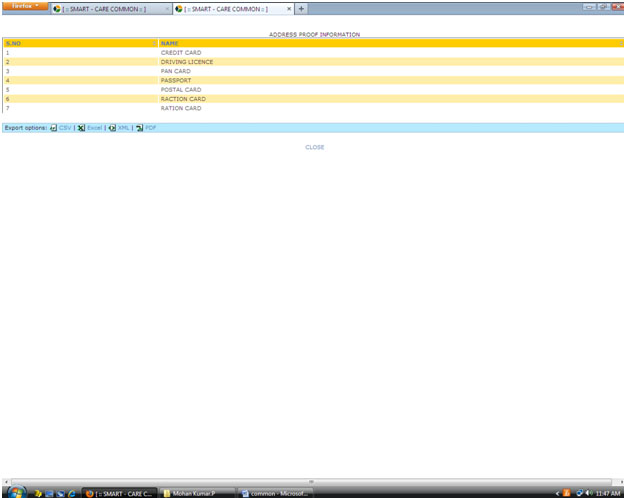 Firefox
[ :: SMART - CARE COMMON :: ] × [ :: SMART - CARE COMMON :: ] × +
ADDRESS PROOF INFORMATION
S.NO NAME
1 CREDIT CARD
2 DRIVING LICENCE
3 PAN CARD
4 PASSPORT
5 POSTAL CARD
6 RACTION CARD
7 RATION CARD
Export options: CSV | Excel | XML | PDF
CLOSE
[ :: SMART - CARE C... Mohan Kumar.P common - Microsof... 11:47 AM